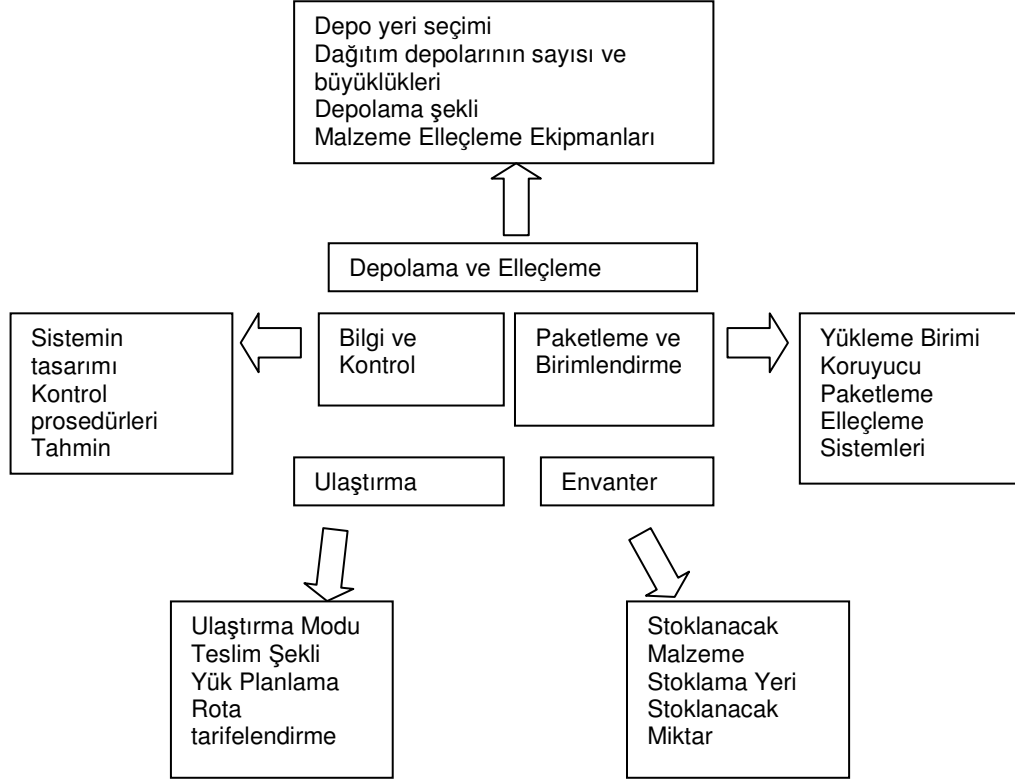 Depo yeri seçimi
Dağıtım depolarının sayısı ve
büyüklükleri
Depolama şekli
Malzeme Elleçleme Ekipmanları
Depolama ve Elleçleme
Sistemin
tasarımı
Kontrol
prosedürleri
Tahmin
Bilgi ve
Kontrol
Paketleme ve
Birimlendirme
Yükleme Birimi
Koruyucu
Paketleme
Elleçleme
Sistemleri
Ulaştırma
Envanter
Ulaştırma Modu
Teslim Şekli
Yük Planlama
Rota
tarifelendirme
Stoklanacak
Malzeme
Stoklama Yeri
Stoklanacak
Miktar